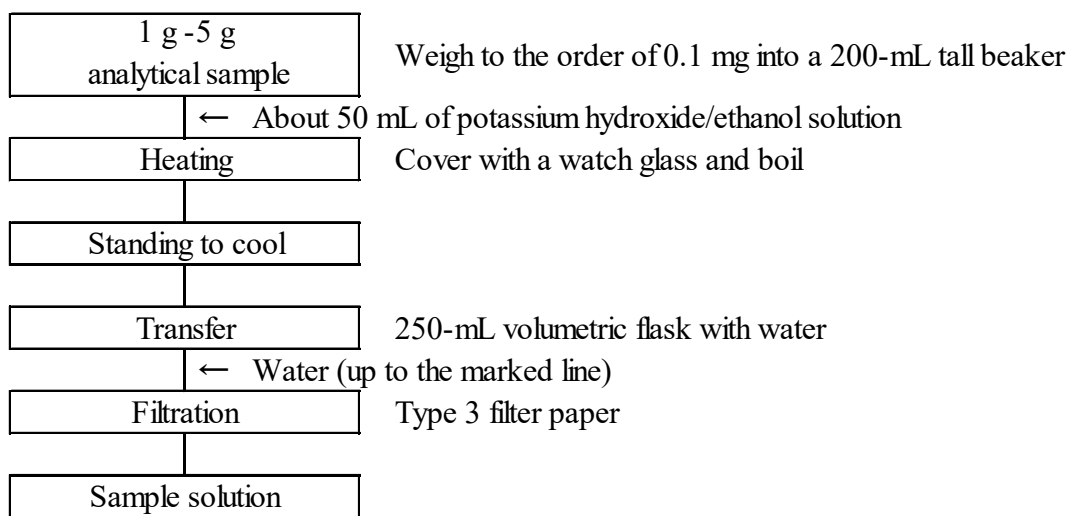 1 g -5 g
analytical sample
Weigh to the order of 0.1 mg into a 200-mL tall beaker
← About 50 mL of potassium hydroxide/ethanol solution
Heating
Cover with a watch glass and boil
Standing to cool
Transfer
250-mL volumetric flask with water
← Water (up to the marked line)
Filtration
Type 3 filter paper
Sample solution